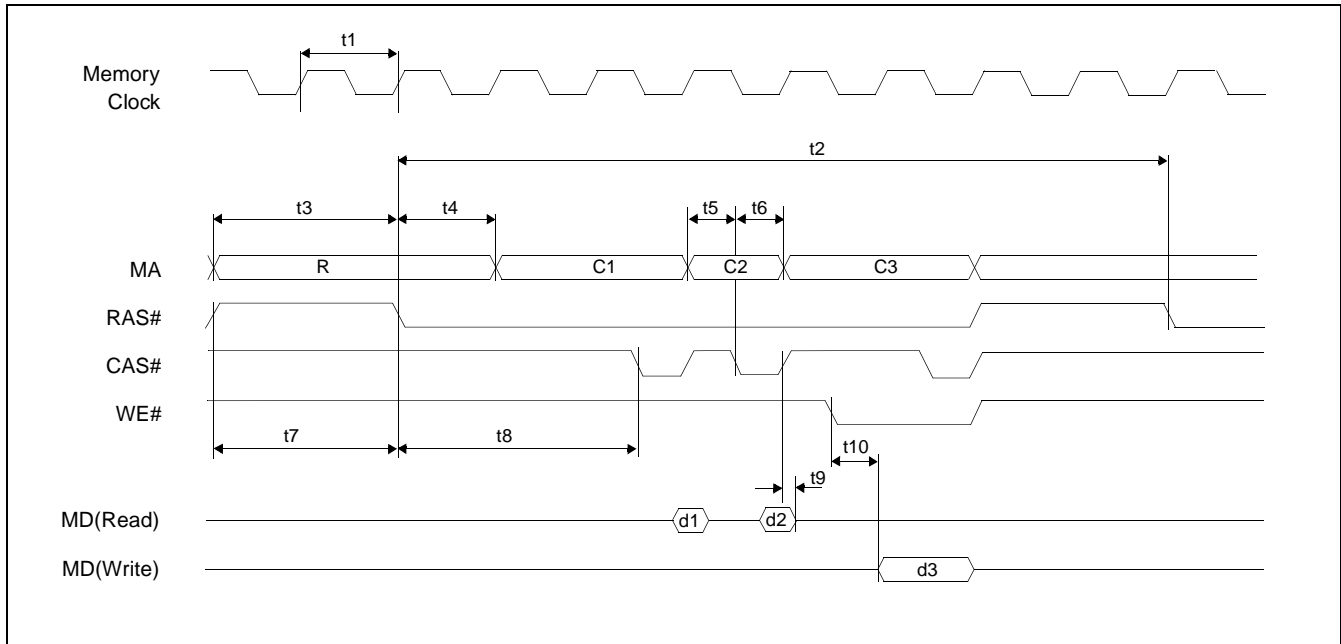 t1
Memory
Clock
t2
t3 t4 t5 t6
MA R C1 C2 C3
RAS#
CAS#
WE#
t7 t8 t10
t9
MD(Read) d1 d2
MD(Write) d3